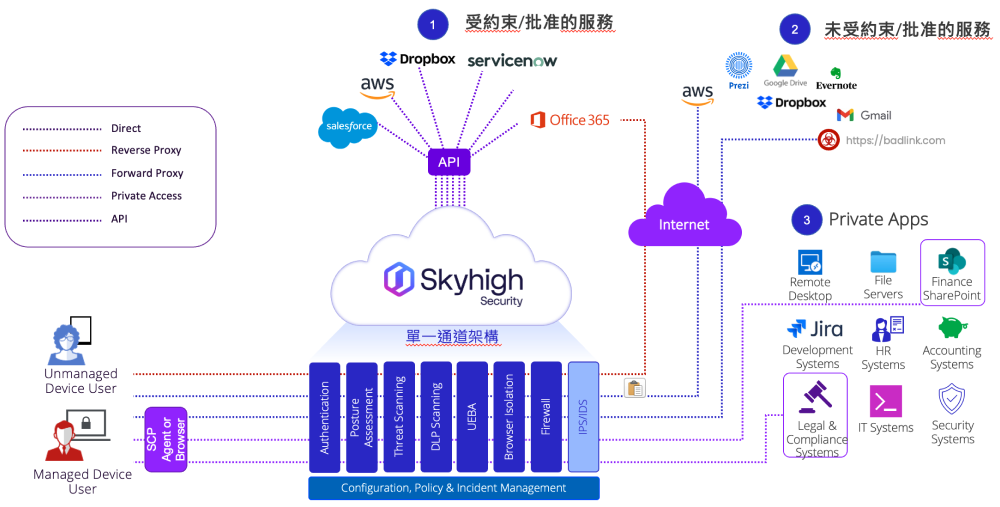 1 受約束/批准的服務
2 未受約束/批准的服務
Dropbox
servicenow
aws
salesforce
Office 365
API
aws
Prezi
Google Drive
Evernote
Dropbox
Gmail
https://badlink.com
Direct
Reverse Proxy
Forward Proxy
Private Access
API
Internet
Skyhigh
Security
單一通道架構
3 Private Apps
Remote
Desktop
File
Servers
S
Finance
SharePoint
Jira
Development
Systems
HR
Systems
Accounting
Systems
Legal &
Compliance
Systems
IT Systems
Security
Systems
Unmanaged
Device User
Managed Device
User
SCP
Agent or
Browser
Authentication
Posture
Assessment
Threat Scanning
DLP Scanning
UEBA
Browser Isolation
Firewall
IPS/IDS
Configuration, Policy & Incident Management